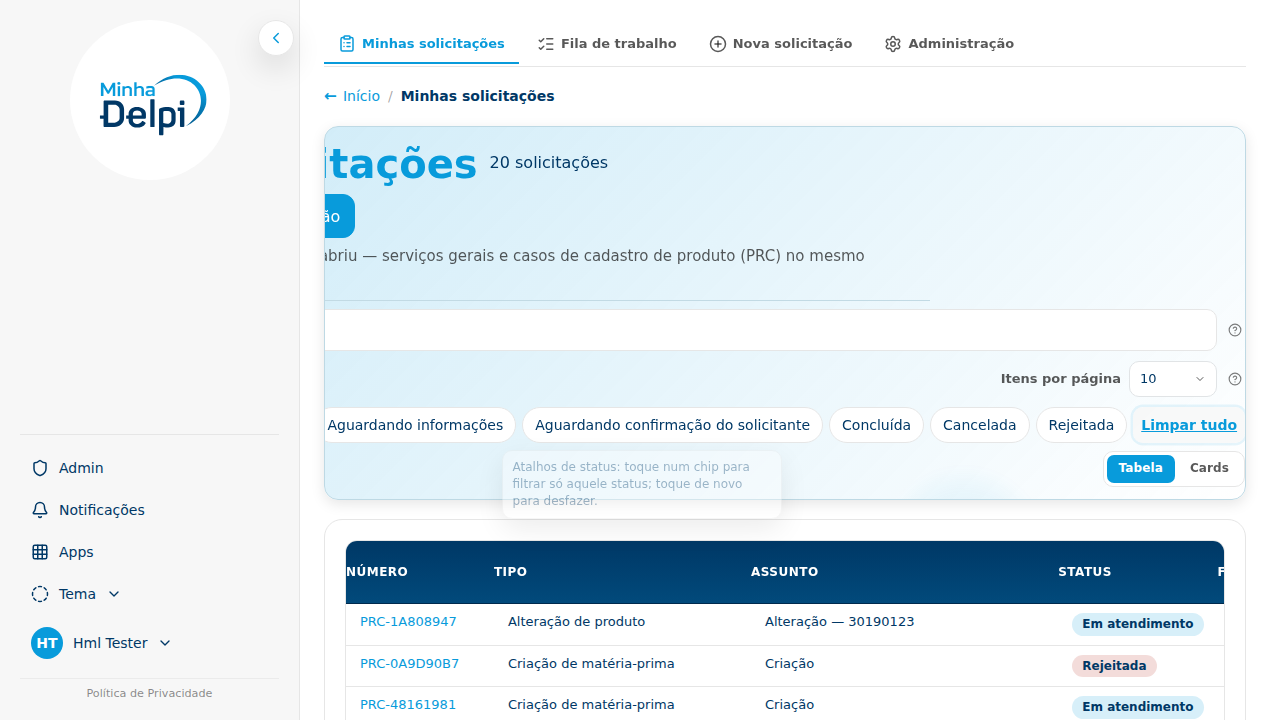 Minha
Delpi
Admin
Notificações
Apps
Tema
HT Hml Tester
Política de Privacidade
Minhas solicitações Fila de trabalho Nova solicitação Administração
← Início / Minhas solicitações
itações 20 solicitações
ão
abriu — serviços gerais e casos de cadastro de produto (PRC) no mesmo
Itens por página 10
Aguardando informações Aguardando confirmação do solicitante Concluída Cancelada Rejeitada Limpar tudo
Tabela Cards
Atalhos de status: toque num chip para
filtrar só aquele status; toque de novo
para desfazer.
NÚMERO TIPO ASSUNTO STATUS F
PRC-1A808947 Alteração de produto Alteração — 30190123 Em atendimento
PRC-0A9D90B7 Criação de matéria-prima Criação Rejeitada
PRC-48161981 Criação de matéria-prima Criação Em atendimento